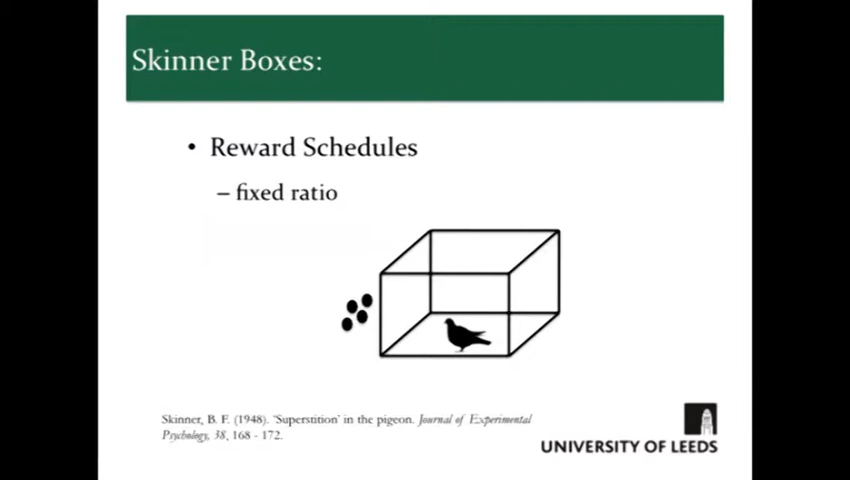 Skinner Boxes:
• Reward Schedules
– fixed ratio
Skinner, B. F. (1948). 'Superstition' in the pigeon. Journal of Experimental
Psychology, 38, 168 - 172.
UNIVERSITY OF LEEDS